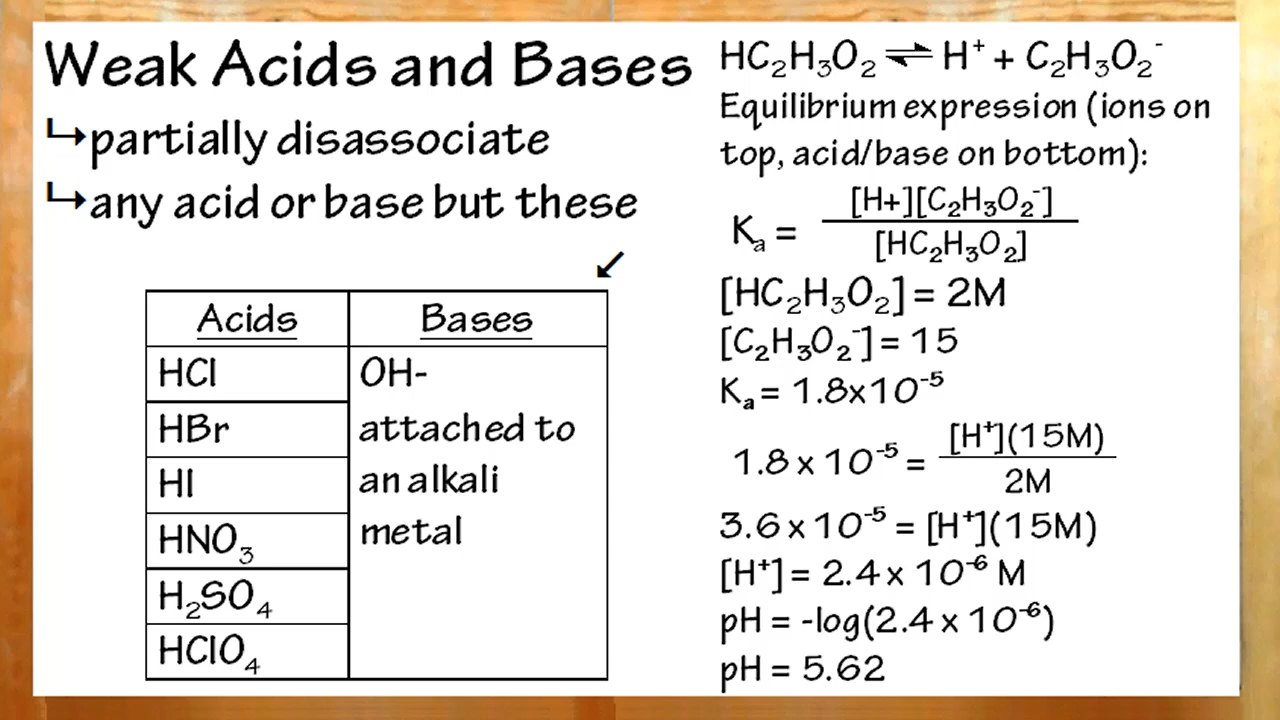 Weak Acids and Bases
↳partially disassociate
↳any acid or base but these
↙
Acids
Bases
HCl
HBr
HI
HNO₃
H₂SO₄
HClO₄
OH-
attached to
an alkali
metal
HC₂H₃O₂ ⇌ H⁺ + C₂H₃O₂⁻
Equilibrium expression (ions on
top, acid/base on bottom):
Kₐ = [H+][C₂H₃O₂⁻] / [HC₂H₃O₂]
[HC₂H₃O₂] = 2M
[C₂H₃O₂⁻] = 15
Kₐ = 1.8x10⁻⁵
1.8 x 10⁻⁵ = [H⁺](15M) / 2M
3.6 x 10⁻⁵ = [H⁺](15M)
[H⁺] = 2.4 x 10⁻⁶ M
pH = -log(2.4 x 10⁻⁶)
pH = 5.62